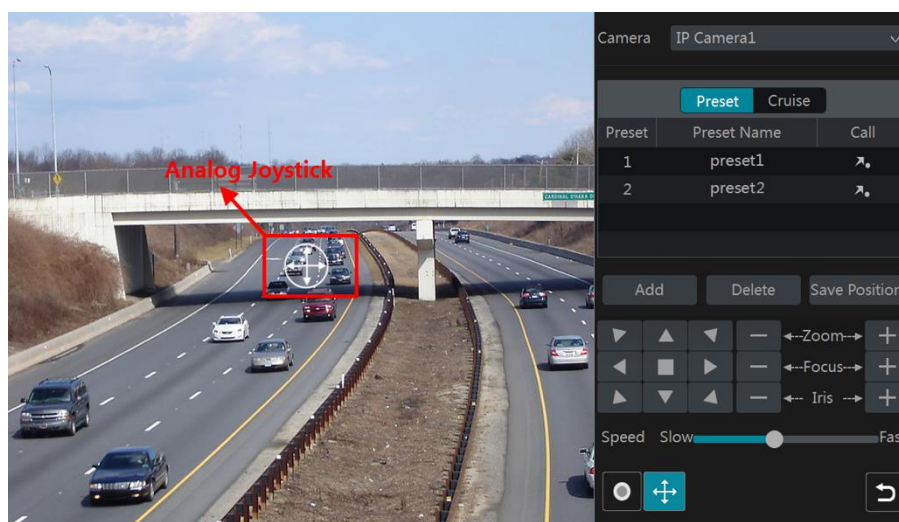 Analog Joystick
Camera IP Camera1
Preset Cruise
Preset Preset Name Call
1 preset1
2 preset2
Add Delete Save Position
Zoom
Focus
Iris
Speed Slow Fas